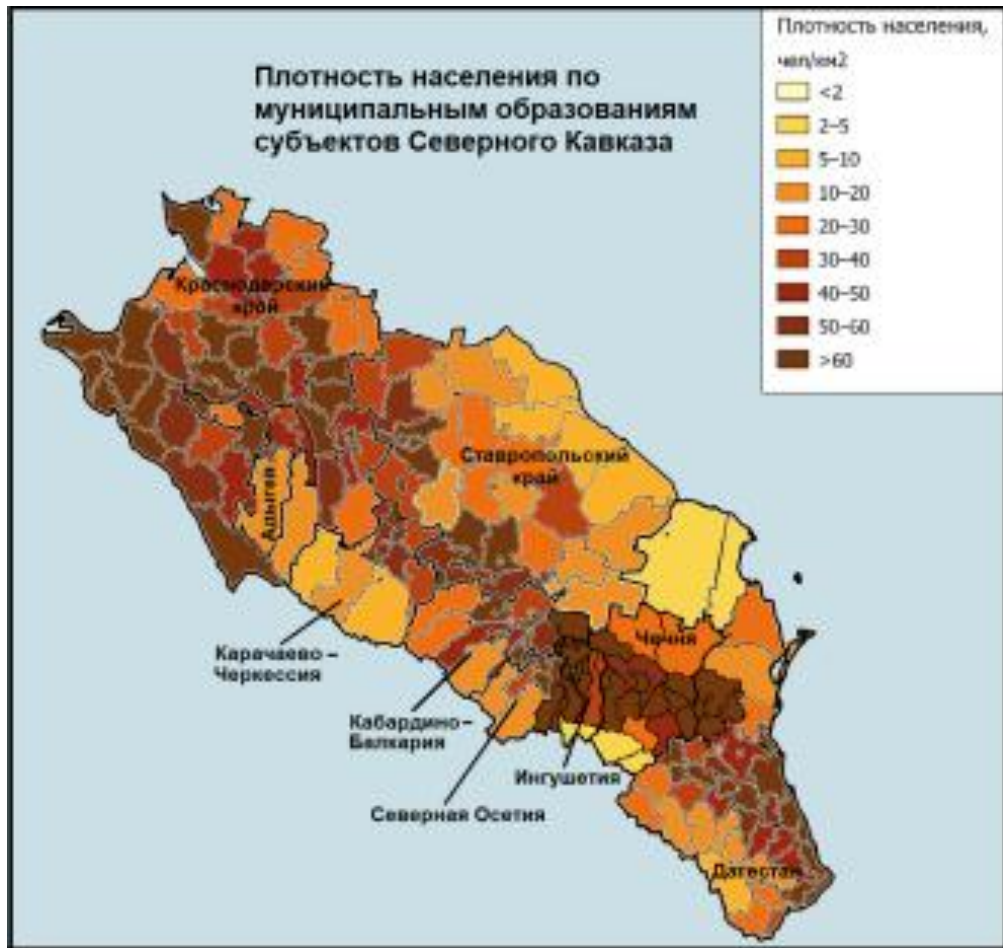 Плотность населения по
муниципальным образованиям
субъектов Северного Кавказа
Плотность населения,
чел/км2
<2
2–5
5–10
10–20
20–30
30–40
40–50
50–60
>60
Краснодарский
край
Ставропольский
край
Адыгея
Чечня
Карачаево –
Черкессия
Кабардино–
Балкария
Ингушетия
Северная Осетия
Дагестан